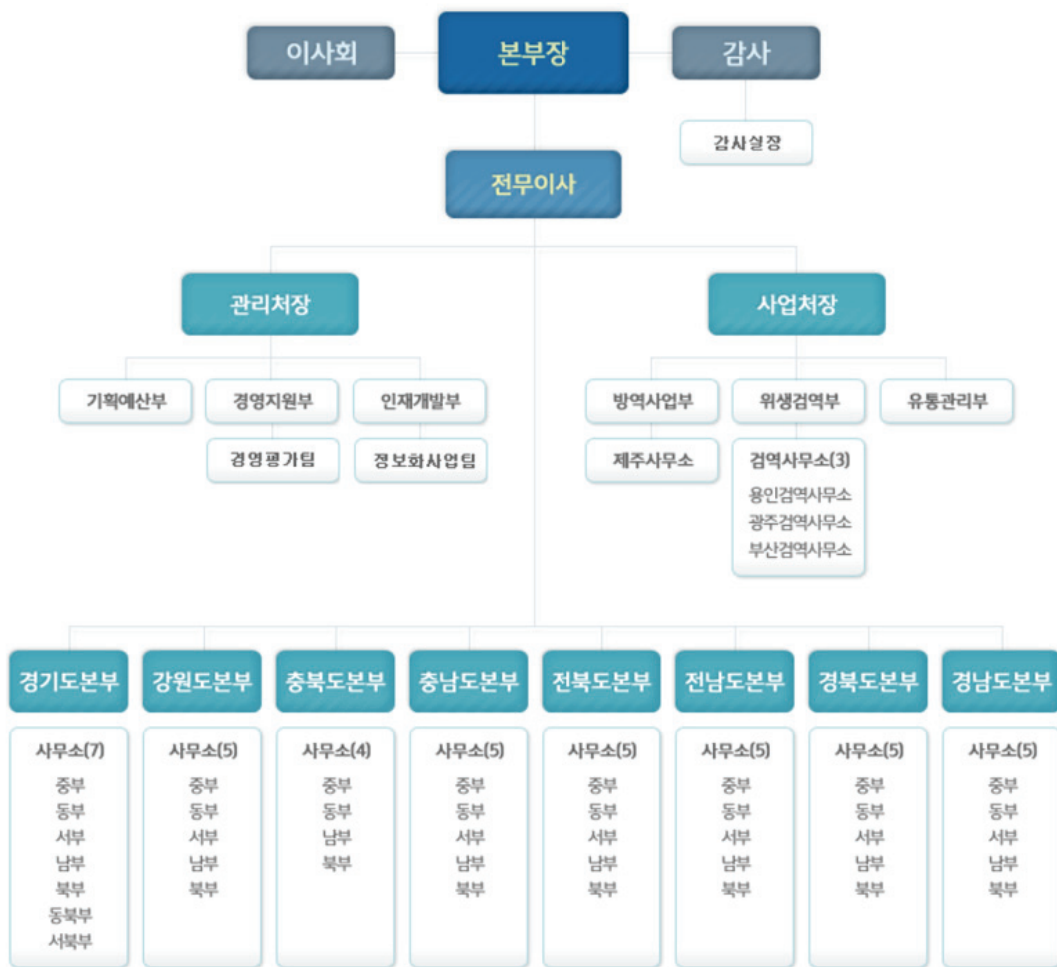 이사회
본부장
감사
감사실장
전무이사
관리처장
사업처장
기획예산부
경영지원부
인재개발부
방역사업부
위생검역부
유통관리부
경영평가팀
정보화사업팀
제주사무소
검역사무소(3)
용인검역사무소
광주검역사무소
부산검역사무소
경기도본부
사무소(7)
중부
동부
서부
남부
북부
동북부
서북부
강원도본부
사무소(5)
중부
동부
서부
남부
북부
충북도본부
사무소(4)
중부
동부
남부
북부
충남도본부
사무소(5)
중부
동부
서부
남부
북부
전북도본부
사무소(5)
중부
동부
서부
남부
북부
전남도본부
사무소(5)
중부
동부
서부
남부
북부
경북도본부
사무소(5)
중부
동부
서부
남부
북부
경남도본부
사무소(5)
중부
동부
서부
남부
북부